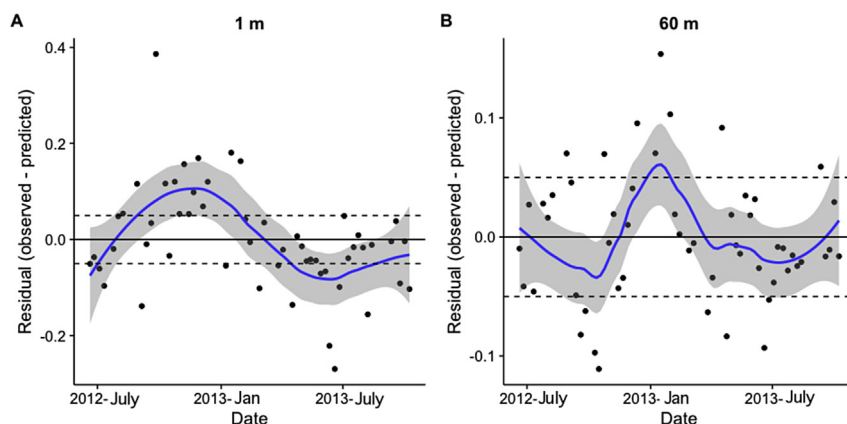 A
1 m
Residual (observed - predicted)
0.4
0.2
0.0
-0.2
2012-July
2013-Jan
2013-July
Date
B
60 m
Residual (observed - predicted)
0.1
0.0
-0.1
2012-July
2013- Jan
2013-July
Date